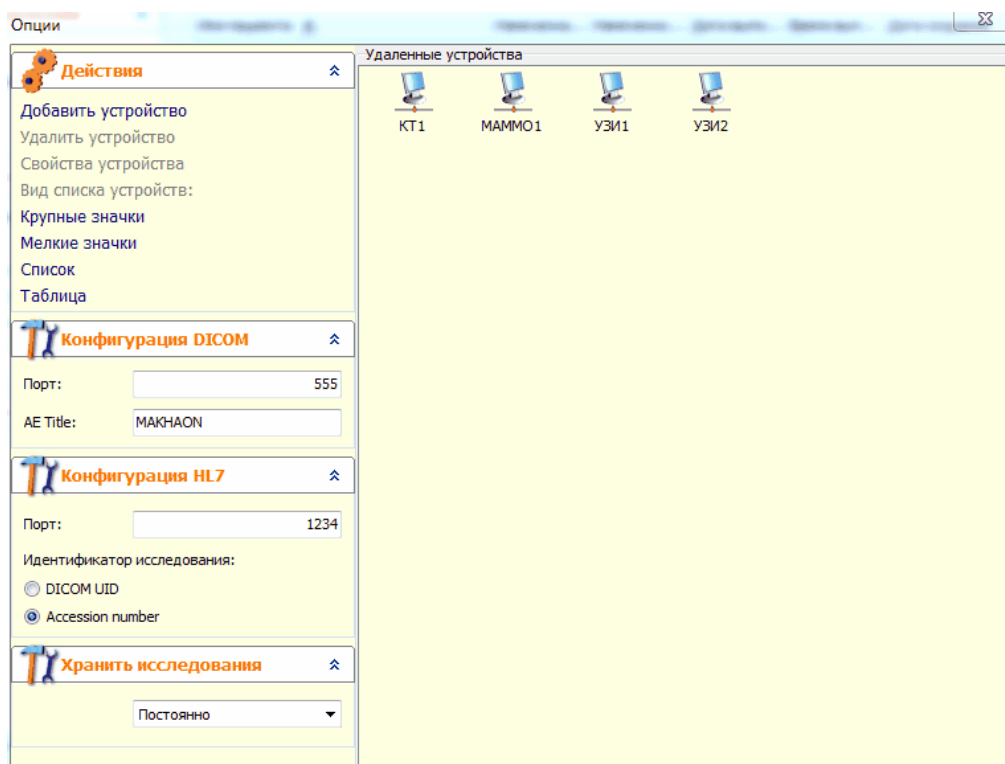 Опции
Действия
Добавить устройство
Удалить устройство
Свойства устройства
Вид списка устройств:
Крупные значки
Мелкие значки
Список
Таблица
Конфигурация DICOM
Порт: 555
AE Title: MAKHAON
Конфигурация HL7
Порт: 1234
Идентификатор исследования:
DICOM UID
Accession number
Хранить исследования
Постоянно
Удаленные устройства
КТ1 МАММО1 УЗИ1 УЗИ2